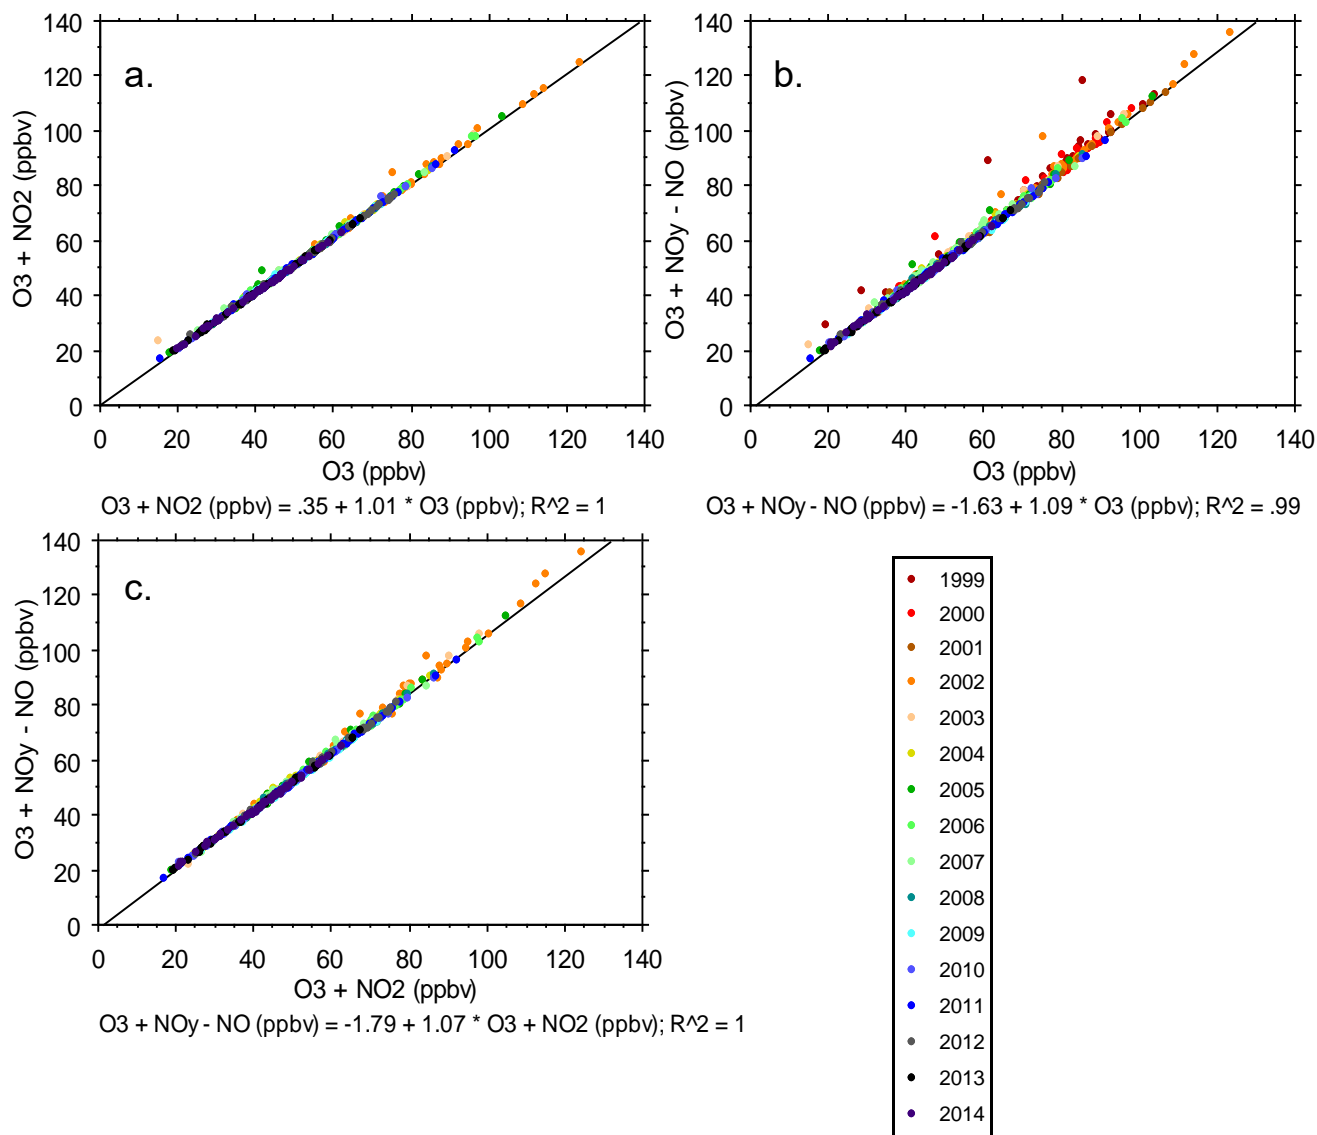 a.
O3 + NO2 (ppbv)
140
120
100
80
60
40
20
0
0 20 40 60 80 100 120 140
O3 (ppbv)
O3 + NO2 (ppbv) = .35 + 1.01 * O3 (ppbv); R^2 = 1
b.
O3 + NOy - NO (ppbv)
140
120
100
80
60
40
20
0
0 20 40 60 80 100 120 140
O3 (ppbv)
O3 + NOy - NO (ppbv) = -1.63 + 1.09 * O3 (ppbv); R^2 = .99
c.
O3 + NOy - NO (ppbv)
140
120
100
80
60
40
20
0
0 20 40 60 80 100 120 140
O3 + NO2 (ppbv)
O3 + NOy - NO (ppbv) = -1.79 + 1.07 * O3 + NO2 (ppbv); R^2 = 1
1999
2000
2001
2002
2003
2004
2005
2006
2007
2008
2009
2010
2011
2012
2013
2014